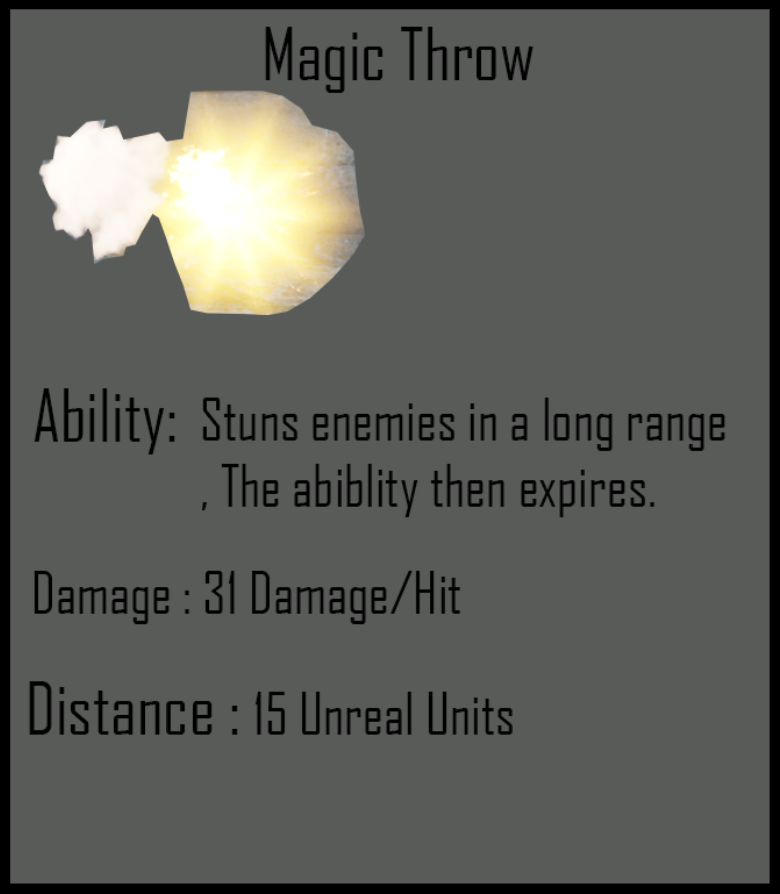 Magic Throw
Ability: Stuns enemies in a long range
, The abiblity then expires.
Damage : 31 Damage/Hit
Distance : 15 Unreal Units